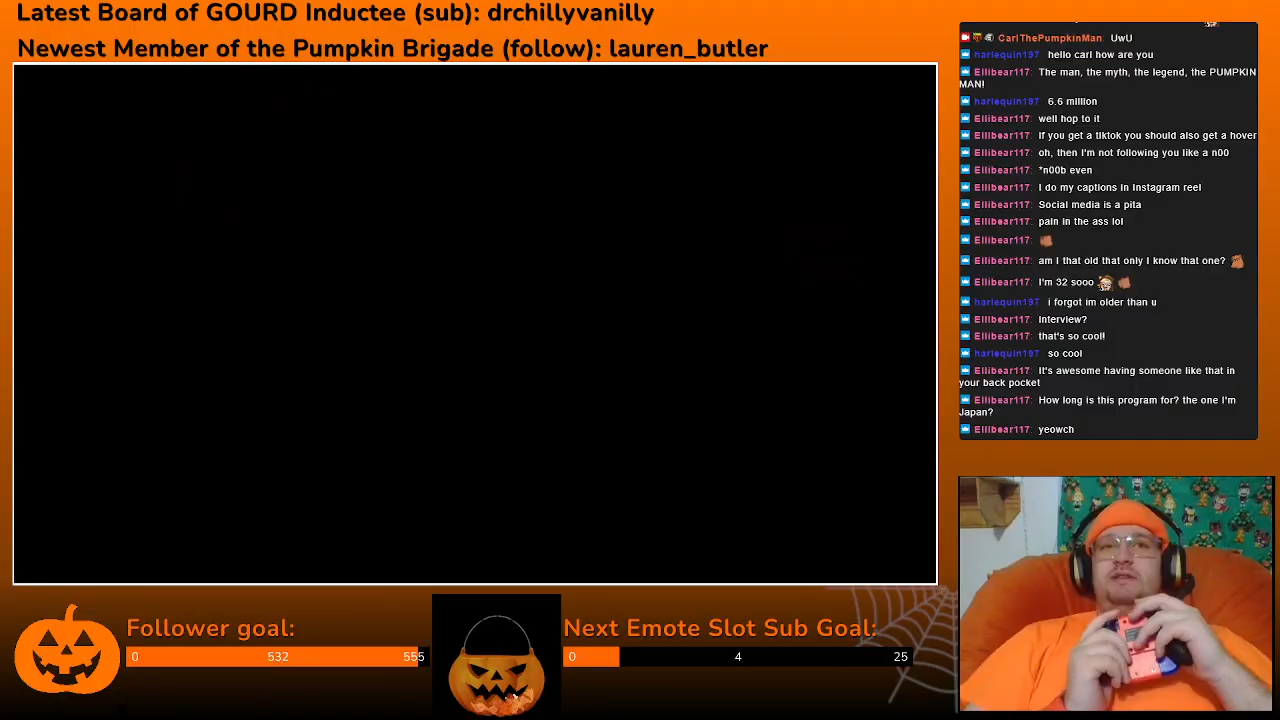 Latest Board of GOURD Inductee (sub): drchillyvanilly
Newest Member of the Pumpkin Brigade (follow): lauren_butler
CarlThePumpkinMan: UwU
harlequin197 hello carl how are you
Ellibear117: The man, the myth, the legend, the PUMPKIN
MAN!
harlequin197 6.6 million
Ellibear117: well hop to it
Ellibear117: If you get a tiktok you should also get a hover
Ellibear117: oh, then I'm not following you like a n00
Ellibear117: *n00b even
Ellibear117: I do my captions in Instagram reel
Ellibear117: Social media is a pita
Ellibear117: pain in the ass lol
Ellibear117:
Ellibear117: am I that old that only I know that one?
Ellibear117: I'm 32 sooo
harlequin197 i forgot im older than u
Ellibear117: interview?
Ellibear117: that's so cool!
harlequin197 so cool
Ellibear117: It's awesome having someone like that in
your back pocket
Ellibear117: How long is this program for? the one I'm
Japan?
Ellibear117: yeowch
Follower goal:
0 532 555
Next Emote Slot Sub Goal:
0 4 25